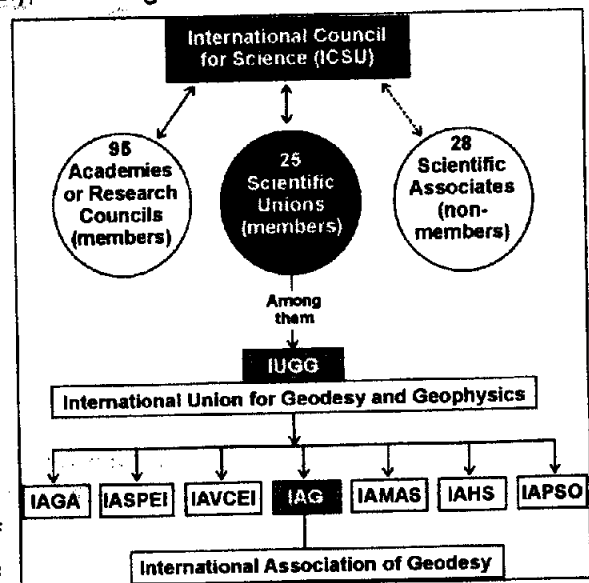 International Council
for Science (ICSU)
95
Academies
or Research
Councils
(members)
25
Scientific
Unions
(members)
28
Scientific
Associates
(non-
members)
Among
them
IUGG
International Union for Geodesy and Geophysics
IAGA IASPEI IAVCEI IAG IAMAS IAHS IAPSO
International Association of Geodesy